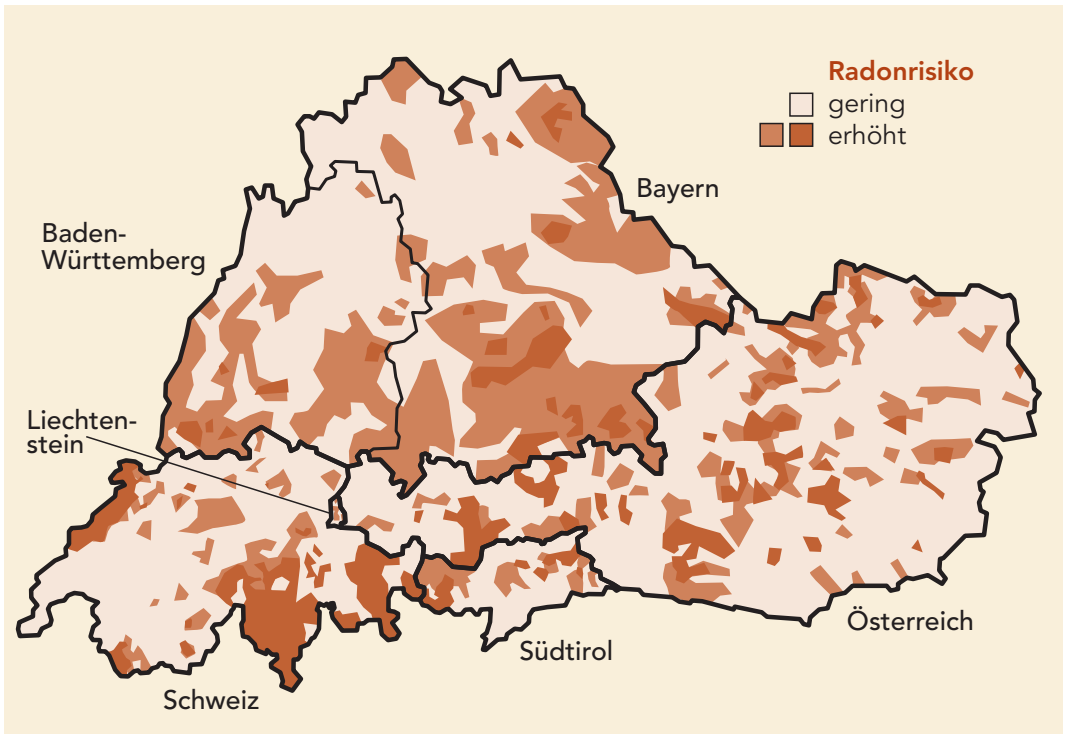 Radonrisiko
gering
erhöht
Bayern
Baden-
Württemberg
Liechten-
stein
Österreich
Südtirol
Schweiz